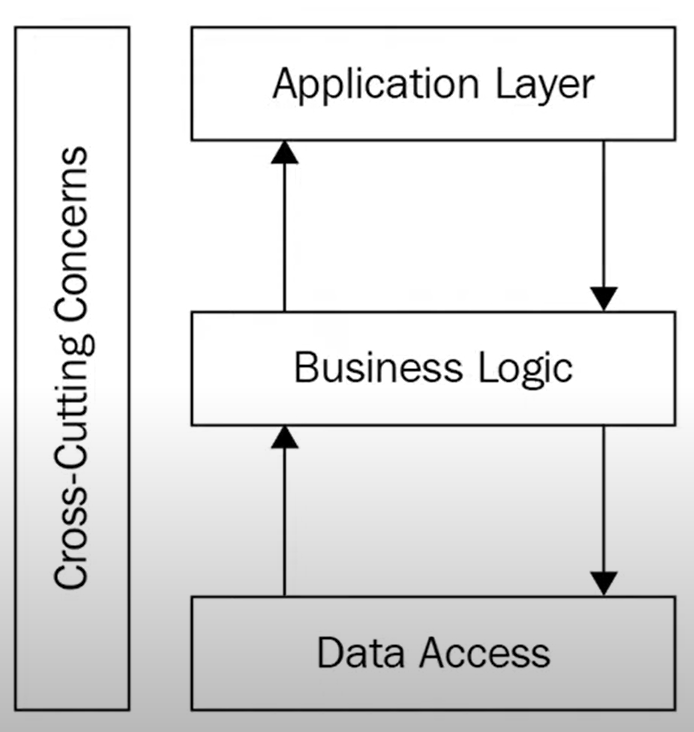 Cross-Cutting Concerns
Application Layer
Business Logic
Data Access